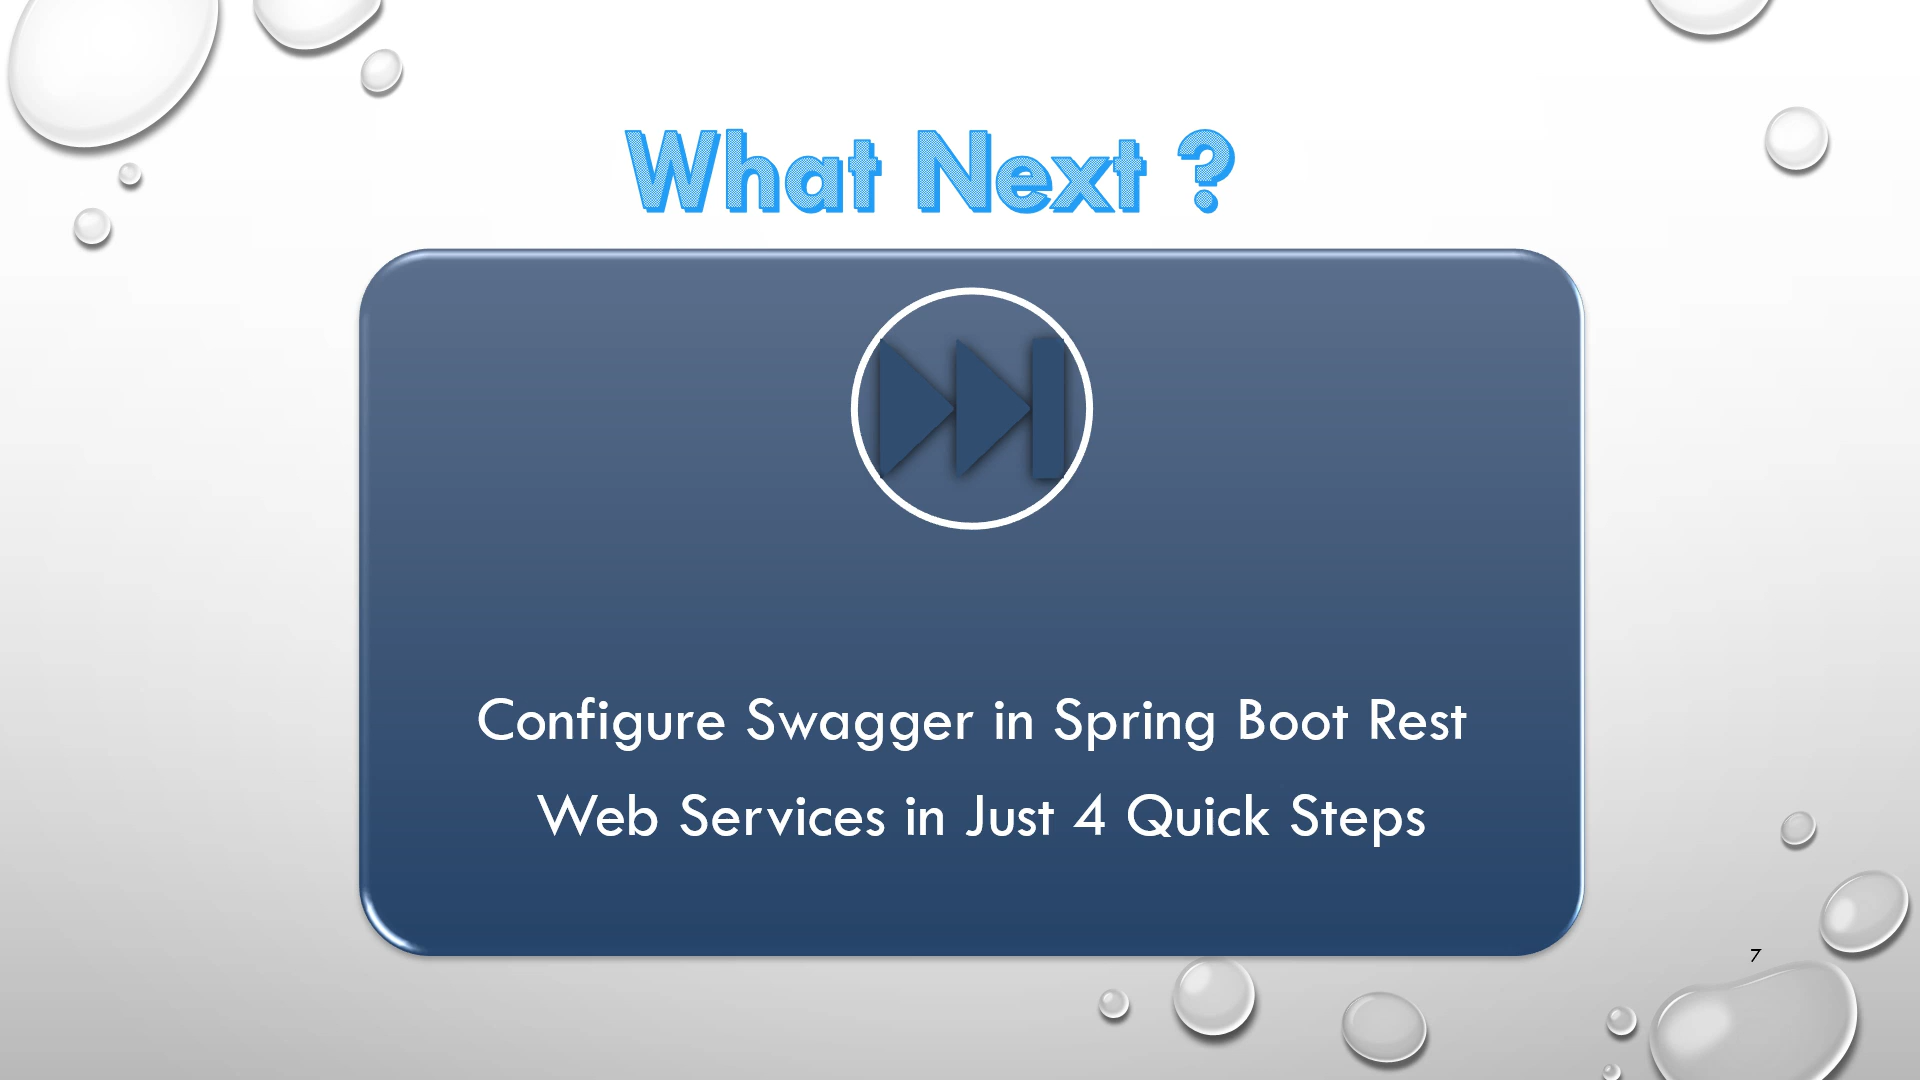 What Next ?
Configure Swagger in Spring Boot Rest
Web Services in Just 4 Quick Steps
7